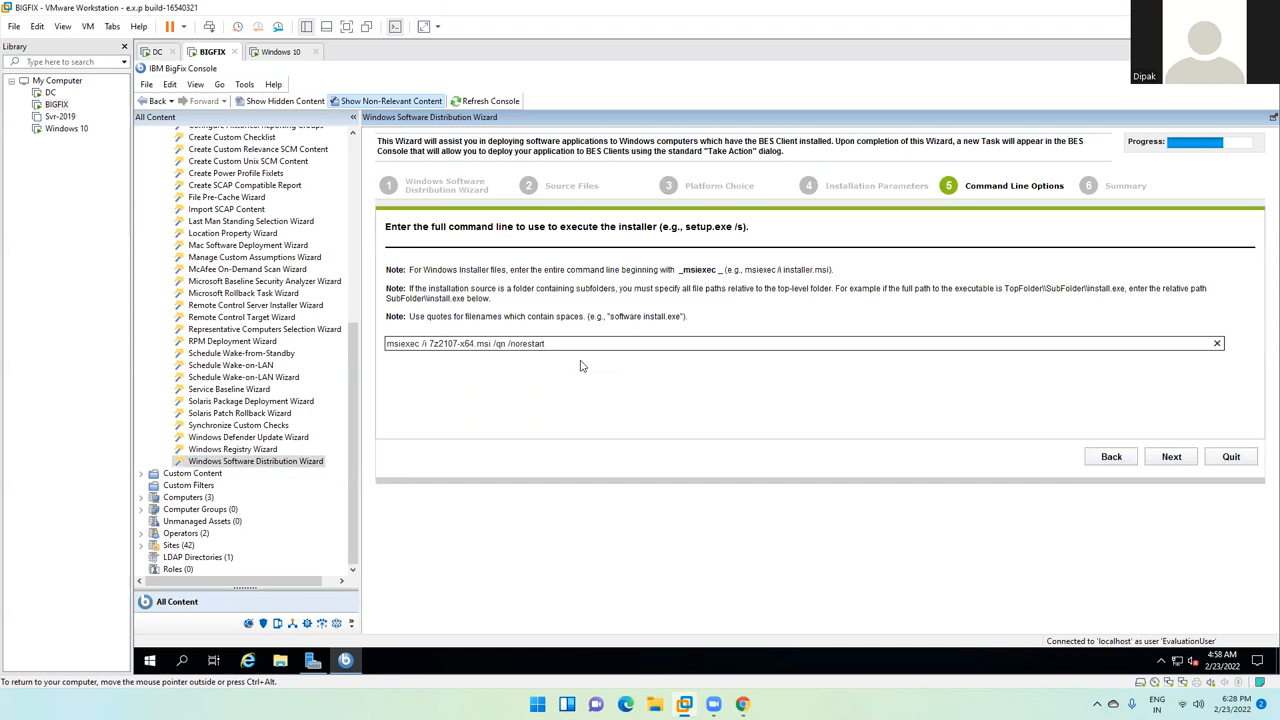 BIGFIX - VMware Workstation - e.x.p build-16540321
File Edit View VM Tabs Help
Library
Type here to search
My Computer
DC
BIGFIX
Svr-2019
Windows 10
DC BIGFIX Windows 10
IBM BigFix Console
File Edit View Go Tools Help
Back Forward Show Hidden Content Show Non-Relevant Content Refresh Console
All Content
Create Custom Checklist
Create Custom Relevance SCM Content
Create Custom Unix SCM Content
Create Power Profile Fixlets
Create SCAP Compatible Report
File Pre-Cache Wizard
Import SCAP Content
Last Man Standing Selection Wizard
Location Property Wizard
Mac Software Deployment Wizard
Manage Custom Assumptions Wizard
McAfee On-Demand Scan Wizard
Microsoft Baseline Security Analyzer Wizard
Microsoft Rollback Task Wizard
Remote Control Server Installer Wizard
Remote Control Target Wizard
Representative Computers Selection Wizard
RPM Deployment Wizard
Schedule Wake-from-Standby
Schedule Wake-on-LAN
Schedule Wake-on-LAN Wizard
Service Baseline Wizard
Solaris Package Deployment Wizard
Solaris Patch Rollback Wizard
Synchronize Custom Checks
Windows Defender Update Wizard
Windows Registry Wizard
Windows Software Distribution Wizard
Custom Content
Custom Filters
Computers (3)
Computer Groups (0)
Unmanaged Assets (0)
Operators (2)
Sites (42)
LDAP Directories (1)
Roles (0)
All Content
Windows Software Distribution Wizard
This Wizard will assist you in deploying software applications to Windows computers which have the BES Client installed. Upon completion of this Wizard, a new Task will appear in the BES
Console that will allow you to deploy your application to BES Clients using the standard "Take Action" dialog.
Progress:
1 Windows Software Distribution Wizard 2 Source Files 3 Platform Choice 4 Installation Parameters 5 Command Line Options 6 Summary
Enter the full command line to use to execute the installer (e.g., setup.exe /s).
Note: For Windows Installer files, enter the entire command line beginning with _msiexec _ (e.g., msiexec /i installer.msi).
Note: If the installation source is a folder containing subfolders, you must specify all file paths relative to the top-level folder. For example if the full path to the executable is TopFolder\\SubFolder\\install.exe, enter the relative path
SubFolder\\install.exe below.
Note: Use quotes for filenames which contain spaces. (e.g., "software install.exe").
msiexec /i 7z2107-x64.msi /qn /norestart
Back Next Quit
Connected to 'localhost' as user 'EvaluationUser'
Dipak
4:58 AM
2/23/2022
To return to your computer, move the mouse pointer outside or press Ctrl+Alt.
ENG
IN
6:28 PM
2/23/2022
2